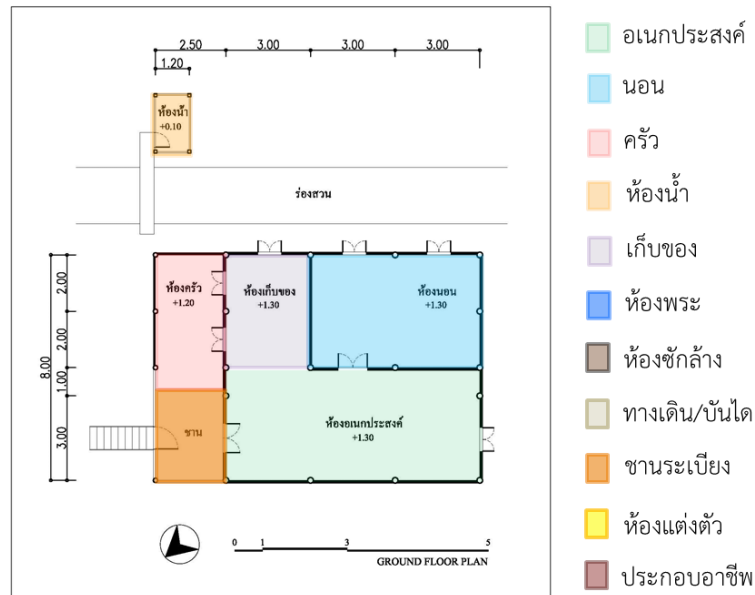 2.50 3.00 3.00 3.00
1.20
ห้องน้ำ
+0.10
ร่องสวน
2.00
2.00
1.00
3.00
8.00
ห้องครัว
+1.20
ห้องเก็บของ
+1.30
ห้องนอน
+1.30
ห้องอเนกประสงค์
+1.30
ชาน
0 1 3 5
GROUND FLOOR PLAN
อเนกประสงค์
นอน
ครัว
ห้องน้ำ
เก็บของ
ห้องพระ
ห้องซักล้าง
ทางเดิน/บันได
ชานระเบียง
ห้องแต่งตัว
ประกอบอาชีพ